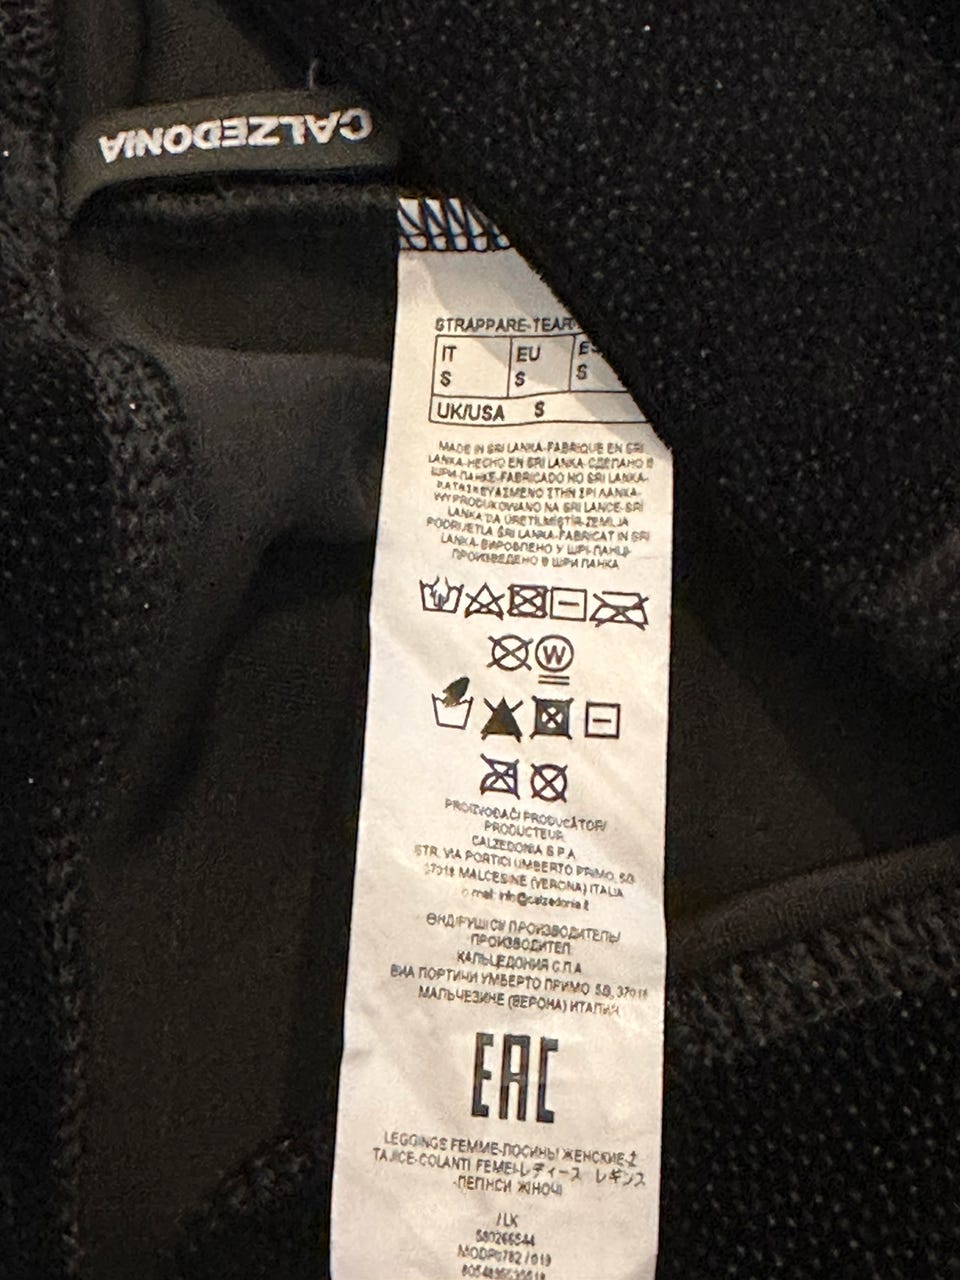 CALZEDONIA
STRAPPARE-TEAR
IT EU
S S S
UK/USA S
MADE IN SRI LANKA-FABRIQUE EN SRI
LANKA-HECHO EN SRI LANKA-СДЕЛАНО В
ШРИ-ЛАНКЕ-FABRICADO NO SRI LANKA-
ΚΑΤΑΣΚΕΥΑΣΜΕΝΟ ΣΤΗΝ ΣΡΙ ΛΑΝΚΑ-
WYPRODUKOWANO NA SRI LANCE-SRI
LANKA'DA ÜRETILMIŞTIR-ZEMLJA
PODRIJETLA ŠRI LANKA-FABRICAT IN SRI
LANKA-ВИРОБЛЕНО У ШРІ-ЛАНЦІ-
ПРОИЗВЕДЕНО В ШРИ ЛАНКА
W
PROIZVOĐAČ/ PRODUCĂTOR/
PRODUCTEUR
CALZEDONIA S.P.A.
STR. VIA PORTICI UMBERTO PRIMO,
37018 MALCESINE (VERONA) ITALIA
e-mail: info@calzedonia.it
ӨНДІРУШІСІ/ ПРОИЗВОДИТЕЛЬ/
ПРОИЗВОДИТЕЛ:
КАЛЬЦЕДОНИЯ С.П.А.
ВИА ПОРТИЧИ УМБЕРТО ПРИМО 37018
МАЛЬЧЕЗИНЕ (ВЕРОНА) ИТАЛИЯ
EAC
LEGGINGS FEMME-ЛОСИНЫ ЖЕНСКИЕ-Ž
TAJICE-COLANTI FEMEI-レディース レギンス
-ЛЕГІНСИ ЖІНОЧІ
/LK
580266544
MODP0782 / 019